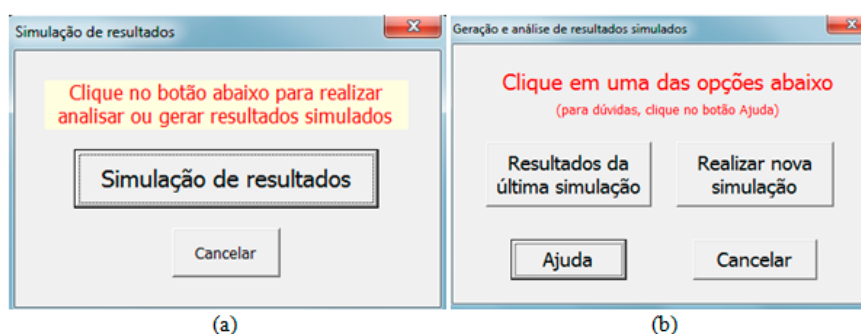 Simulação de resultados
Clique no botão abaixo para realizar
analisar ou gerar resultados simulados
Simulação de resultados
Cancelar
(a)
Geração e análise de resultados simulados
Clique em uma das opções abaixo
(para dúvidas, clique no botão Ajuda)
Resultados da
última simulação
Realizar nova
simulação
Ajuda
Cancelar
(b)